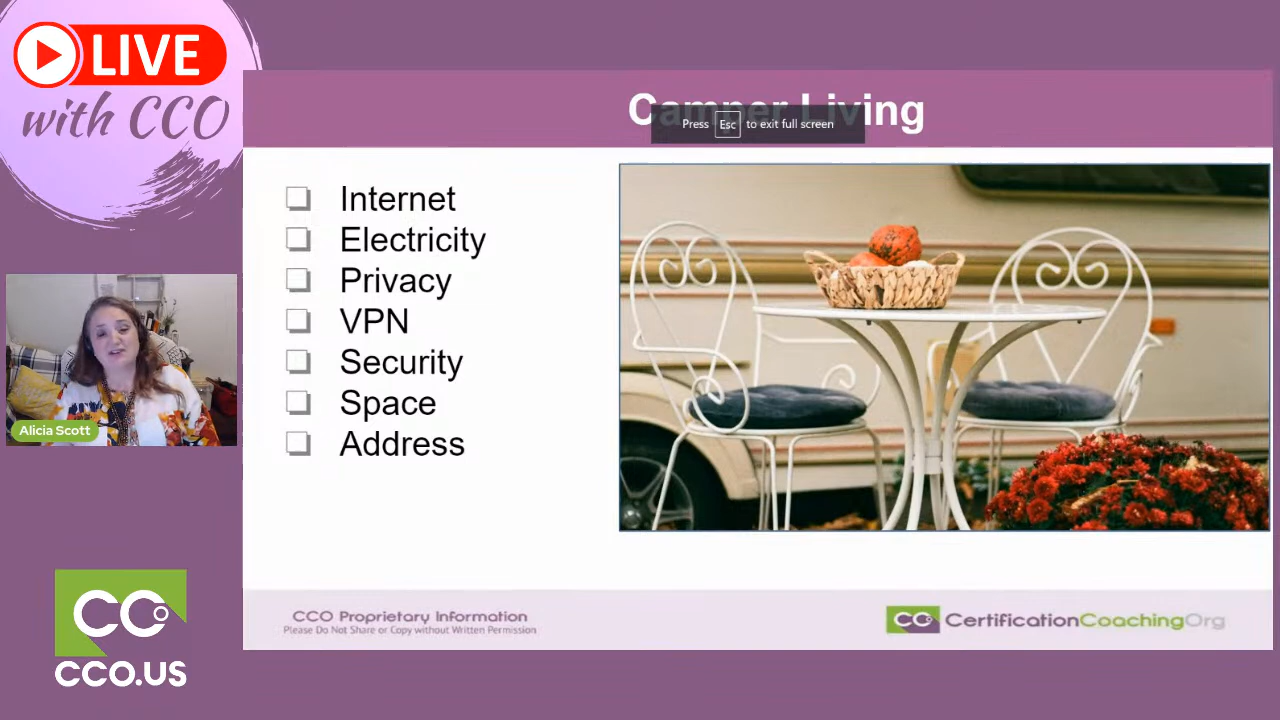 LIVE
with CCO
Camper Living
Press Esc to exit full screen
Internet
Electricity
Privacy
VPN
Security
Space
Address
Alicia Scott
CCO
CCO.US
CCO Proprietary Information
Please Do Not Share or Copy without Written Permission
CCO CertificationCoachingOrg